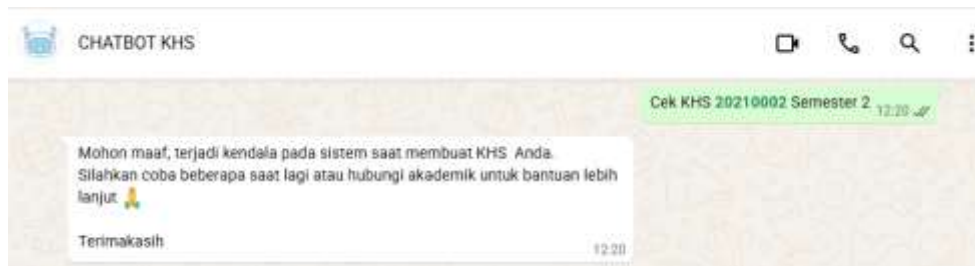 CHATBOT KHS
Cek KHS 20210002 Semester 2 12:20
Mohon maaf, terjadi kendala pada sistem saat membuat KHS Anda.
Silahkan coba beberapa saat lagi atau hubungi akademik untuk bantuan lebih
lanjut 🙏
Terimakasih
12:20